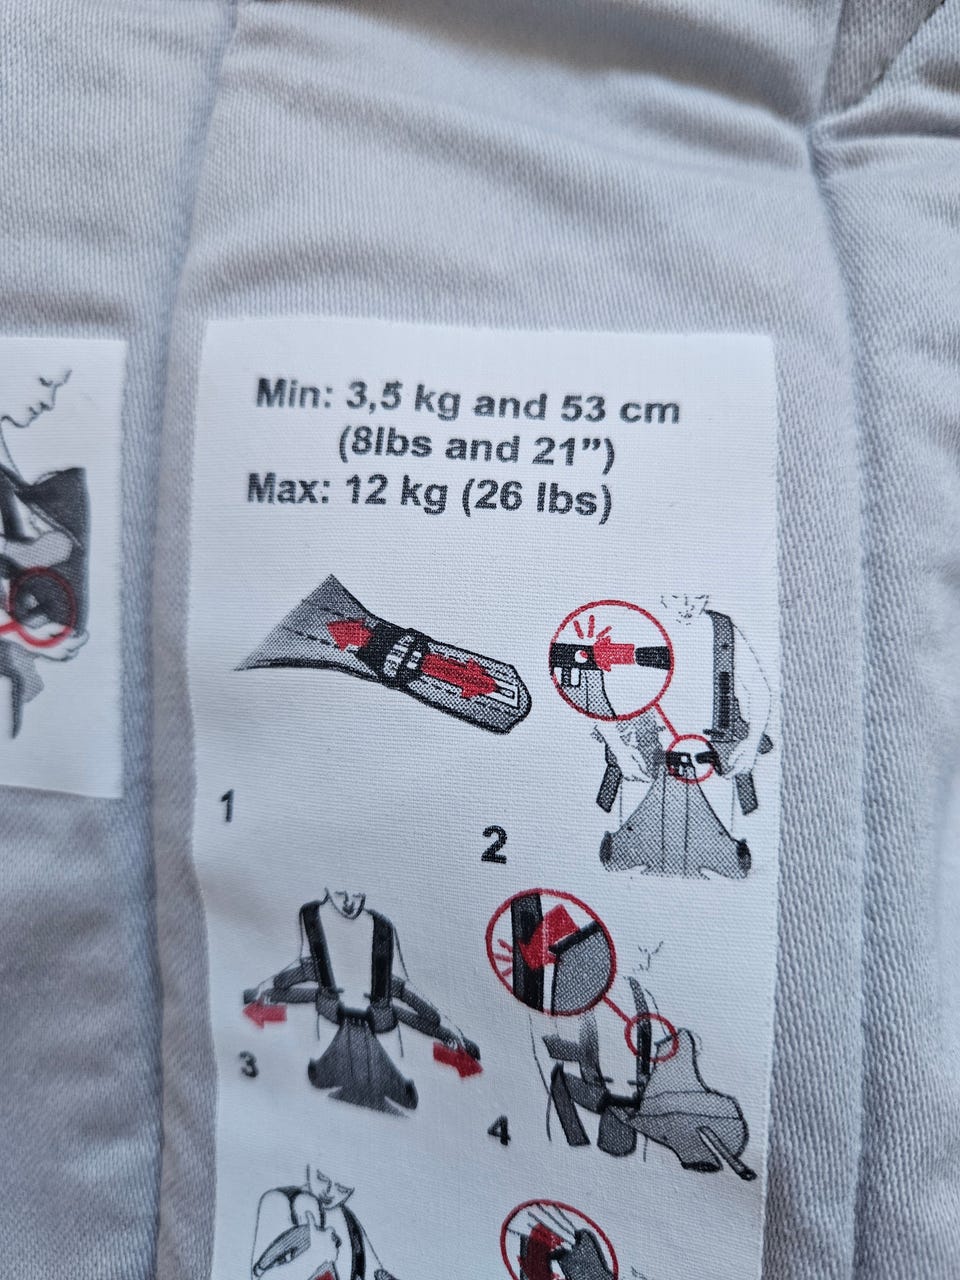 Min: 3,5 kg and 53 cm
(8lbs and 21”)
Max: 12 kg (26 lbs)
1
2
3
4